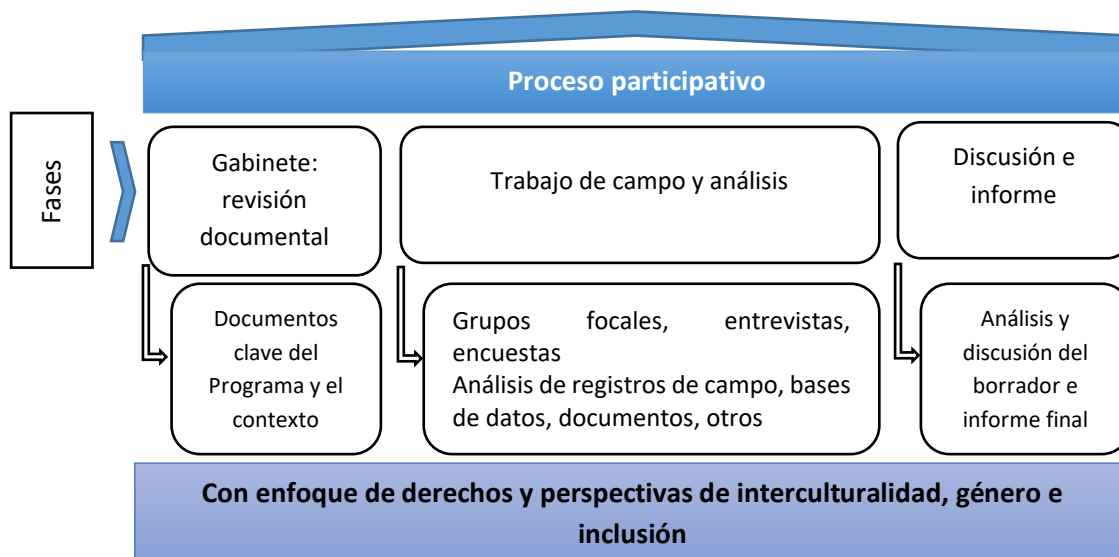 Proceso participativo
Fases
Gabinete:
revisión
documental
Trabajo de campo y análisis
Discusión e
informe
Documentos
clave del
Programa y el
contexto
Grupos focales, entrevistas,
encuestas
Análisis de registros de campo, bases
de datos, documentos, otros
Análisis y
discusión del
borrador e
informe final
Con enfoque de derechos y perspectivas de interculturalidad, género e
inclusión